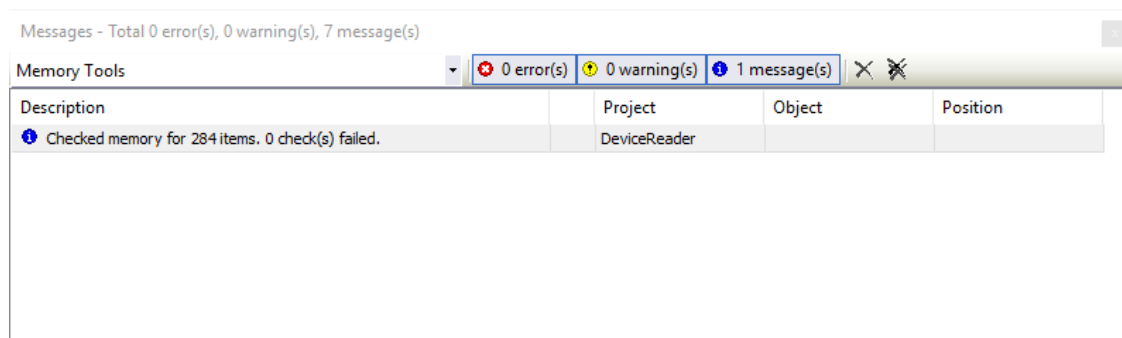 Messages - Total 0 error(s), 0 warning(s), 7 message(s)
Memory Tools 0 error(s) 0 warning(s) 1 message(s)
Description Project Object Position
Checked memory for 284 items. 0 check(s) failed. DeviceReader